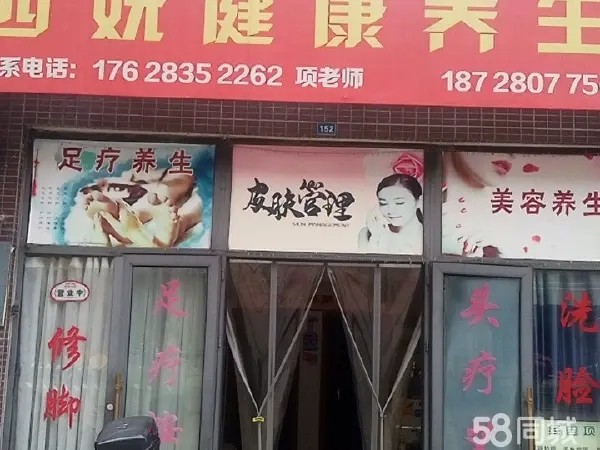 西妩健康养生
系电话: 176 2835 2262 项老师
187 2807 75
152
足疗养生
皮肤管理
美容养生
营业中
修脚
足疗
头疗
洗脸
58同城